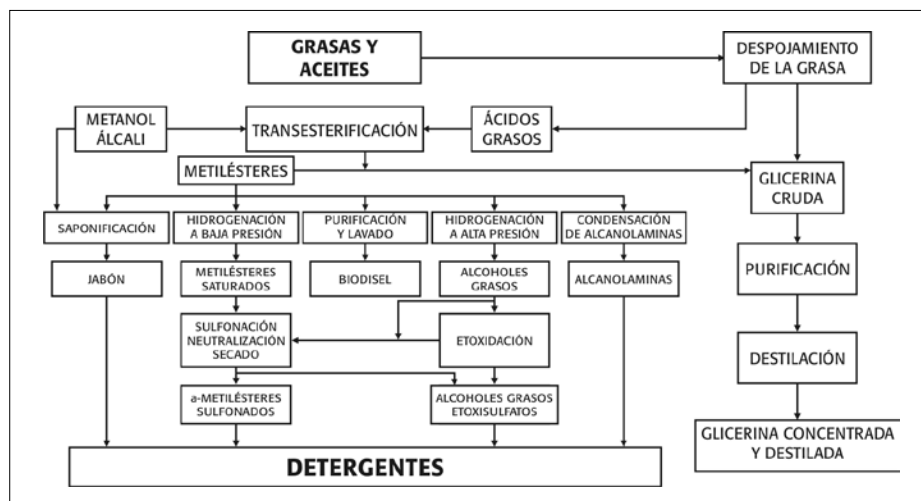 GRASAS Y
ACEITES
DESPOJAMIENTO
DE LA GRASA
METANOL
ÁLCALI
TRANSESTERIFICACIÓN
ÁCIDOS
GRASOS
METILÉSTERES
GLICERINA
CRUDA
SAPONIFICACIÓN
HIDROGENACIÓN
A BAJA PRESIÓN
PURIFICACIÓN
Y LAVADO
HIDROGENACIÓN
A ALTA PRESIÓN
CONDENSACIÓN
DE ALCANOLAMINAS
PURIFICACIÓN
JABÓN
METILÉSTERES
SATURADOS
BIODISEL
ALCOHOLES
GRASOS
ALCANOLAMINAS
SULFONACIÓN
NEUTRALIZACIÓN
SECADO
ETOXIDACIÓN
DESTILACIÓN
a-METILÉSTERES
SULFONADOS
ALCOHOLES GRASOS
ETOXISULFATOS
GLICERINA CONCENTRADA
Y DESTILADA
DETERGENTES